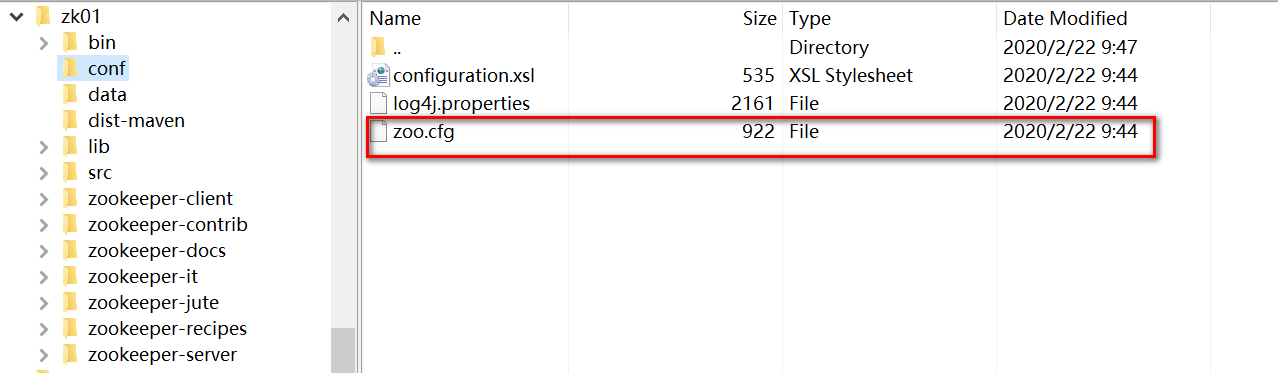 zk01
bin
conf
data
dist-maven
lib
src
zookeeper-client
zookeeper-contrib
zookeeper-docs
zookeeper-it
zookeeper-jute
zookeeper-recipes
zookeeper-server
Name Size Type Date Modified
.. Directory 2020/2/22 9:47
configuration.xsl 535 XSL Stylesheet 2020/2/22 9:44
log4j.properties 2161 File 2020/2/22 9:44
zoo.cfg 922 File 2020/2/22 9:44